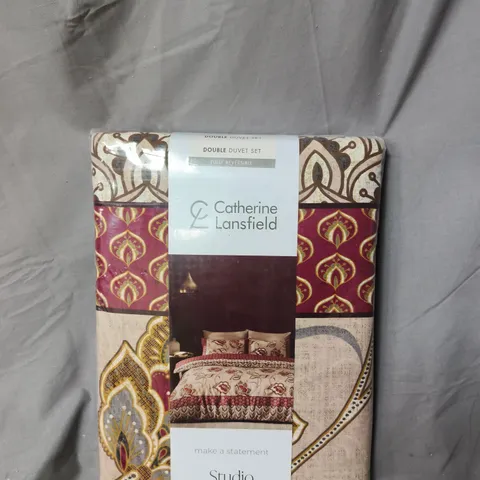 DOUBLE DUVET SET
DOUBLE DUVET SET
Catherine
Lansfield
make a statement
Studio